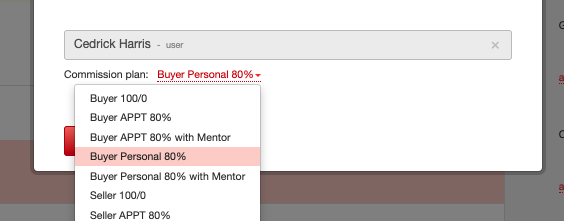 Cedrick Harris - user ×
Commission plan: Buyer Personal 80%
Buyer 100/0
Buyer APPT 80%
Buyer APPT 80% with Mentor
Buyer Personal 80%
Buyer Personal 80% with Mentor
Seller 100/0
Seller APPT 80%